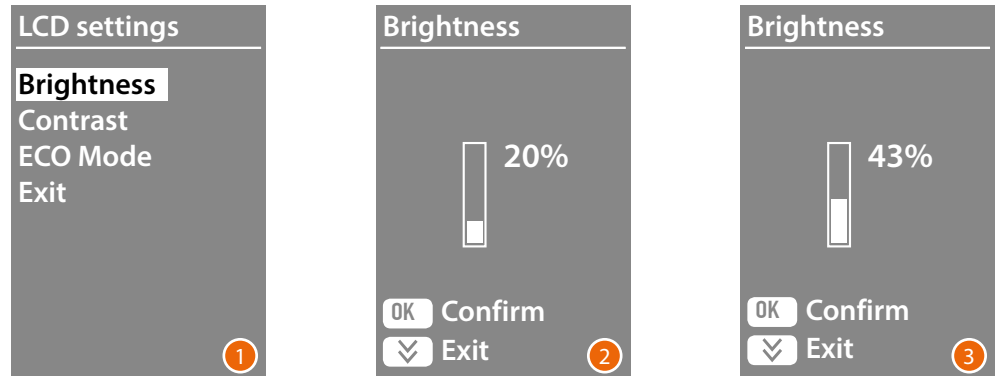 LCD settings
Brightness
Contrast
ECO Mode
Exit
1
Brightness
20%
OK Confirm
Exit
2
Brightness
43%
OK Confirm
Exit
3